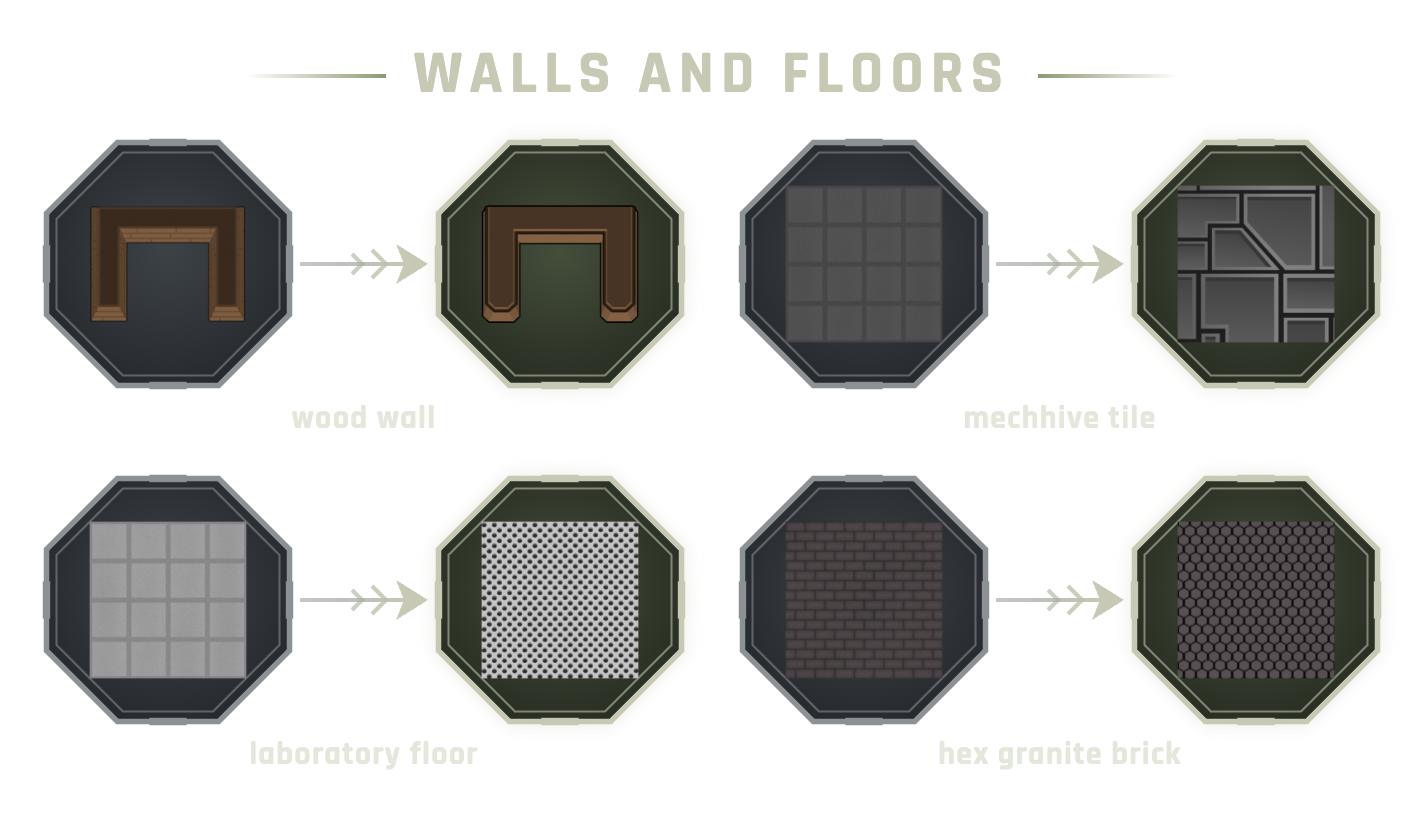 WALLS AND FLOORS
wood wall
mechhive tile
laboratory floor
hex granite brick